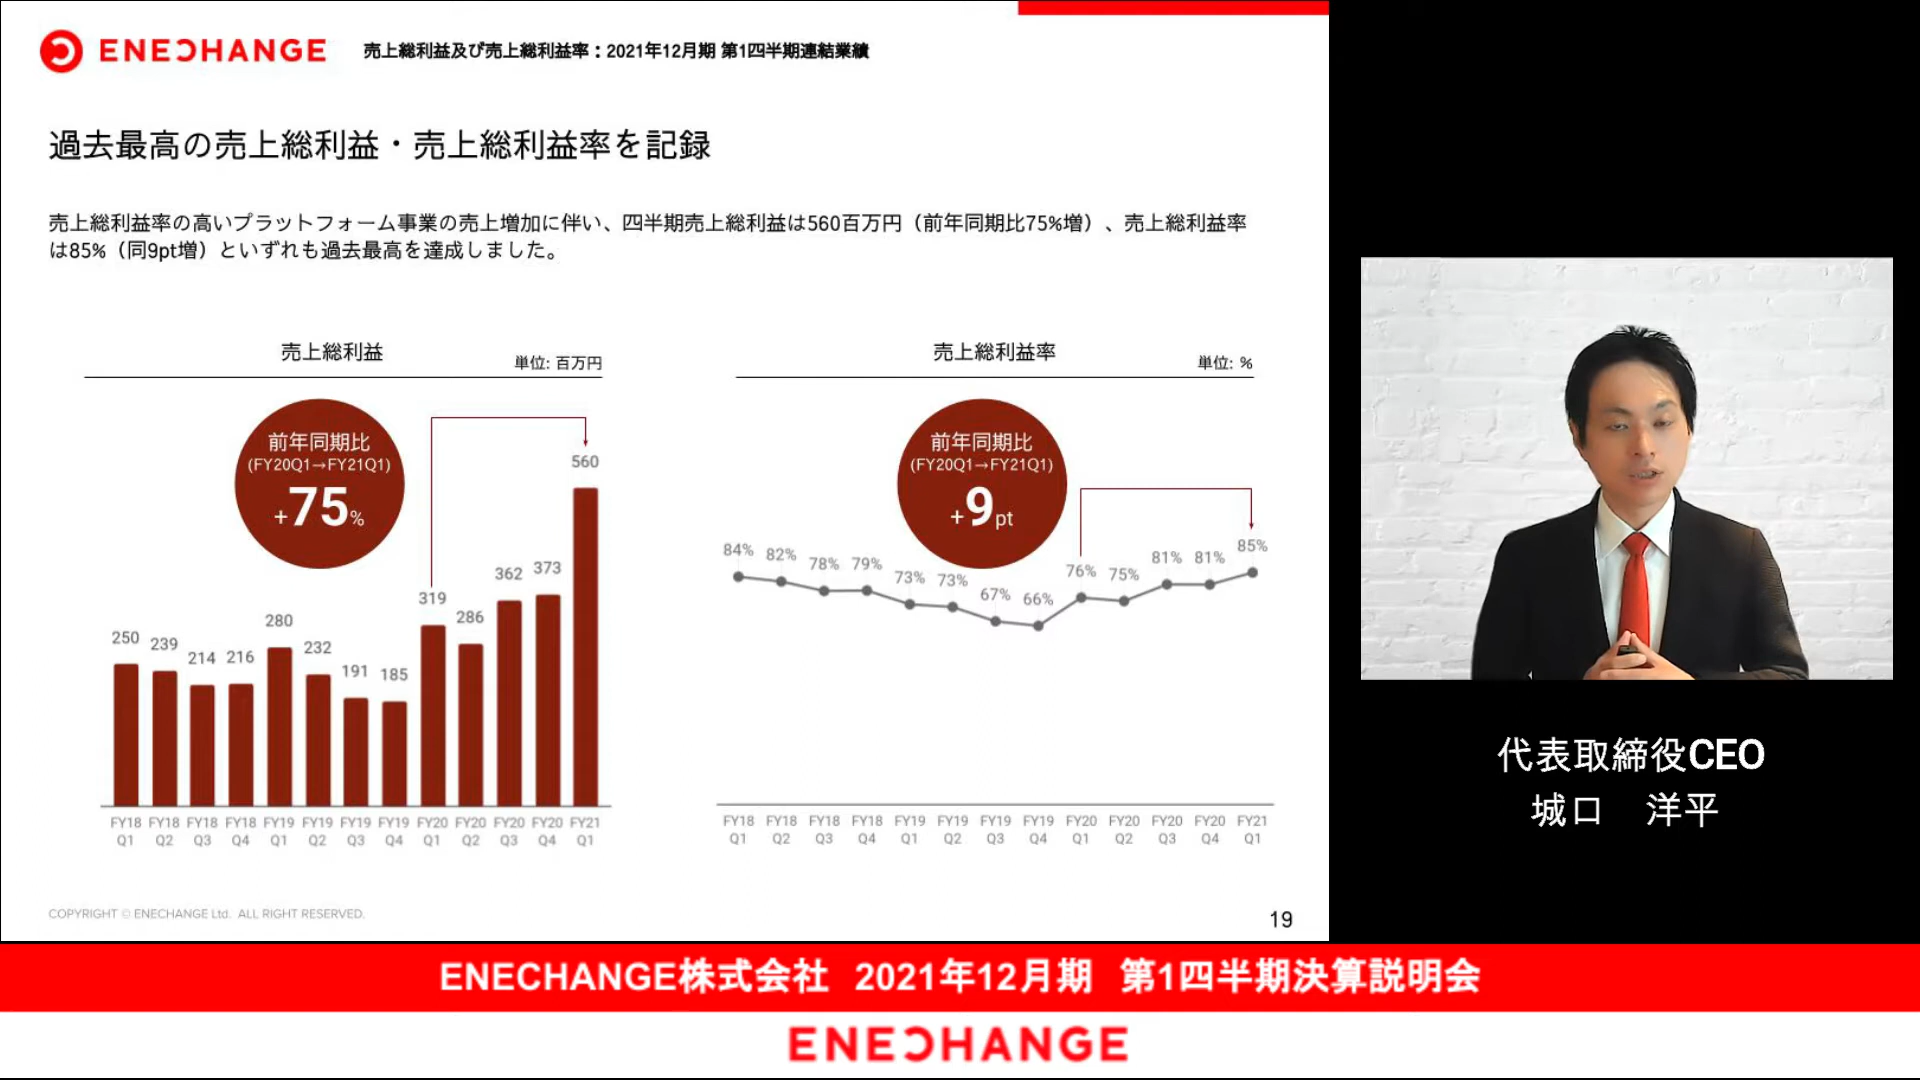 ENECHANGE 売上総利益及び売上総利益率：2021年12月期 第1四半期連結業績
過去最高の売上総利益・売上総利益率を記録
売上総利益率の高いプラットフォーム事業の売上増加に伴い、四半期売上総利益は560百万円（前年同期比75%増）、売上総利益率
は85%（同9pt増）といずれも過去最高を達成しました。
売上総利益
単位: 百万円
前年同期比
(FY20Q1→FY21Q1)
+75%
250 239 214 216 280 232 191 185 319 286 362 373 560
FY18 FY18 FY18 FY18 FY19 FY19 FY19 FY19 FY20 FY20 FY20 FY20 FY21
Q1 Q2 Q3 Q4 Q1 Q2 Q3 Q4 Q1 Q2 Q3 Q4 Q1
売上総利益率
単位: %
前年同期比
(FY20Q1→FY21Q1)
+9pt
84% 82% 78% 79% 73% 73% 67% 66% 76% 75% 81% 81% 85%
FY18 FY18 FY18 FY18 FY19 FY19 FY19 FY19 FY20 FY20 FY20 FY20 FY21
Q1 Q2 Q3 Q4 Q1 Q2 Q3 Q4 Q1 Q2 Q3 Q4 Q1
COPYRIGHT © ENECHANGE Ltd. ALL RIGHT RESERVED.
19
代表取締役CEO
城口 洋平
ENECHANGE株式会社 2021年12月期 第1四半期決算説明会
ENECHANGE